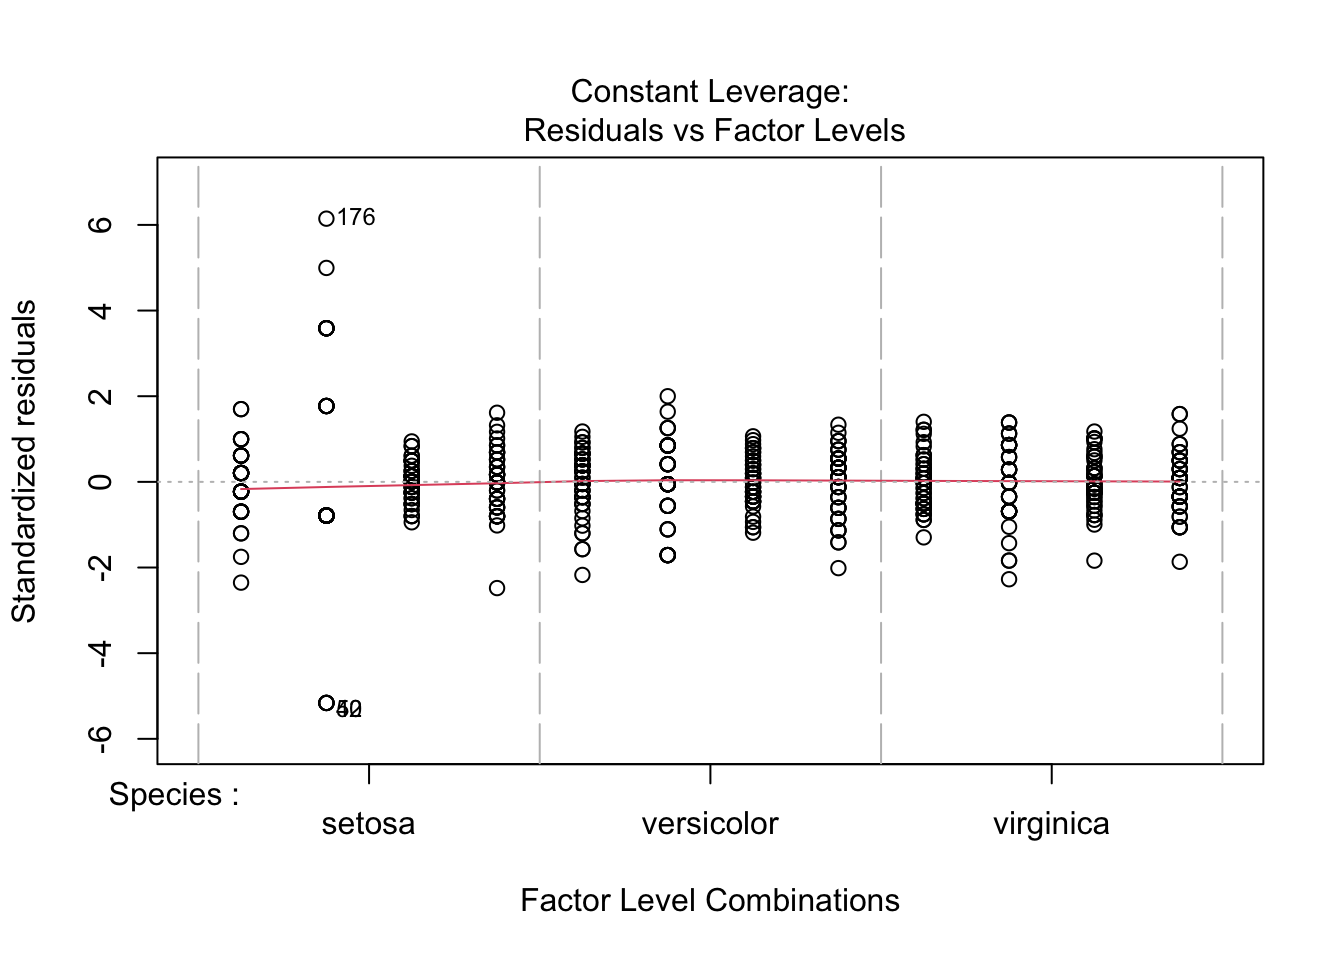 Constant Leverage:
Residuals vs Factor Levels
Standardized residuals
6
4
2
0
-2
-4
-6
176
Species :
setosa
versicolor
virginica
Factor Level Combinations